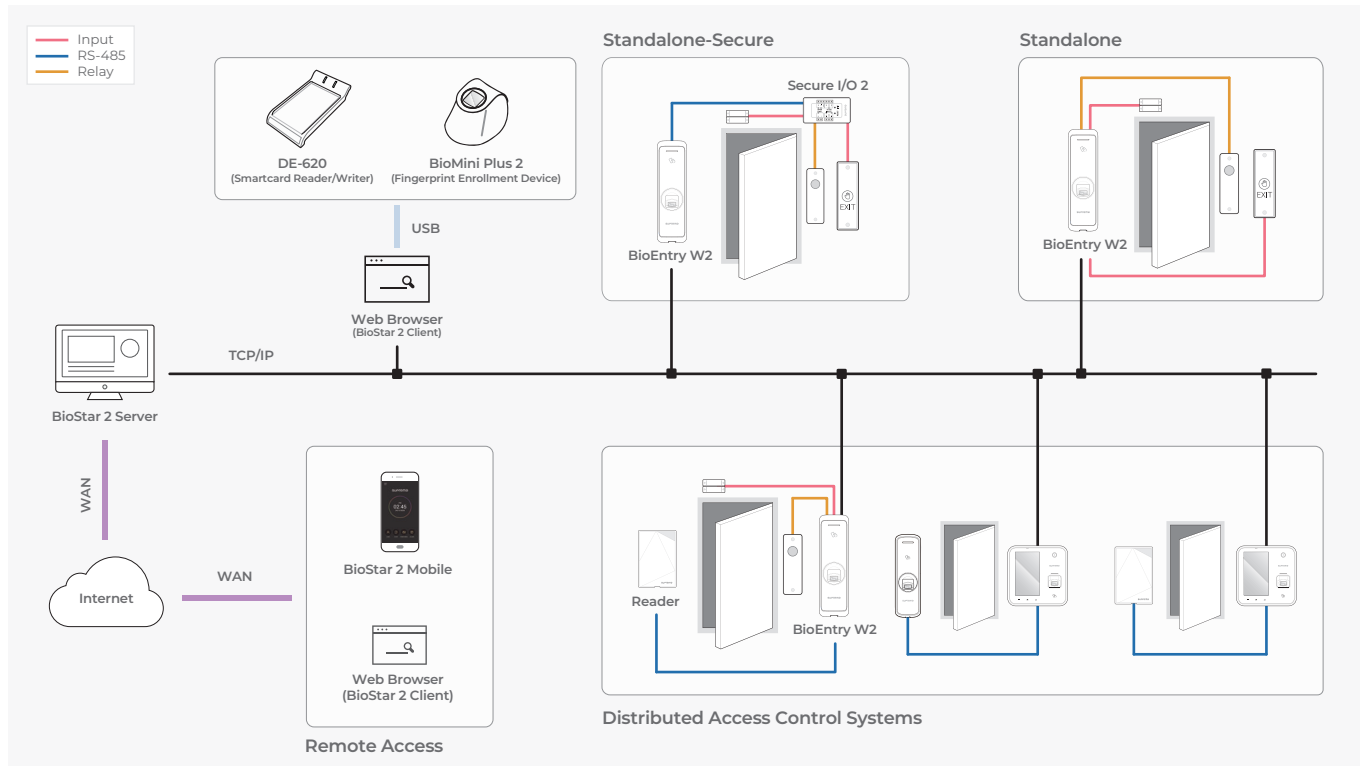 Input
RS-485
Relay
DE-620
(Smartcard Reader/Writer)
BioMini Plus 2
(Fingerprint Enrollment Device)
USB
Web Browser
(BioStar 2 Client)
Standalone-Secure
Secure I/O 2
EXIT
BioEntry W2
Standalone
EXIT
BioEntry W2
TCP/IP
BioStar 2 Server
WAN
Internet
WAN
02:45
BioStar 2 Mobile
Web Browser
(BioStar 2 Client)
Remote Access
Reader
BioEntry W2
Distributed Access Control Systems